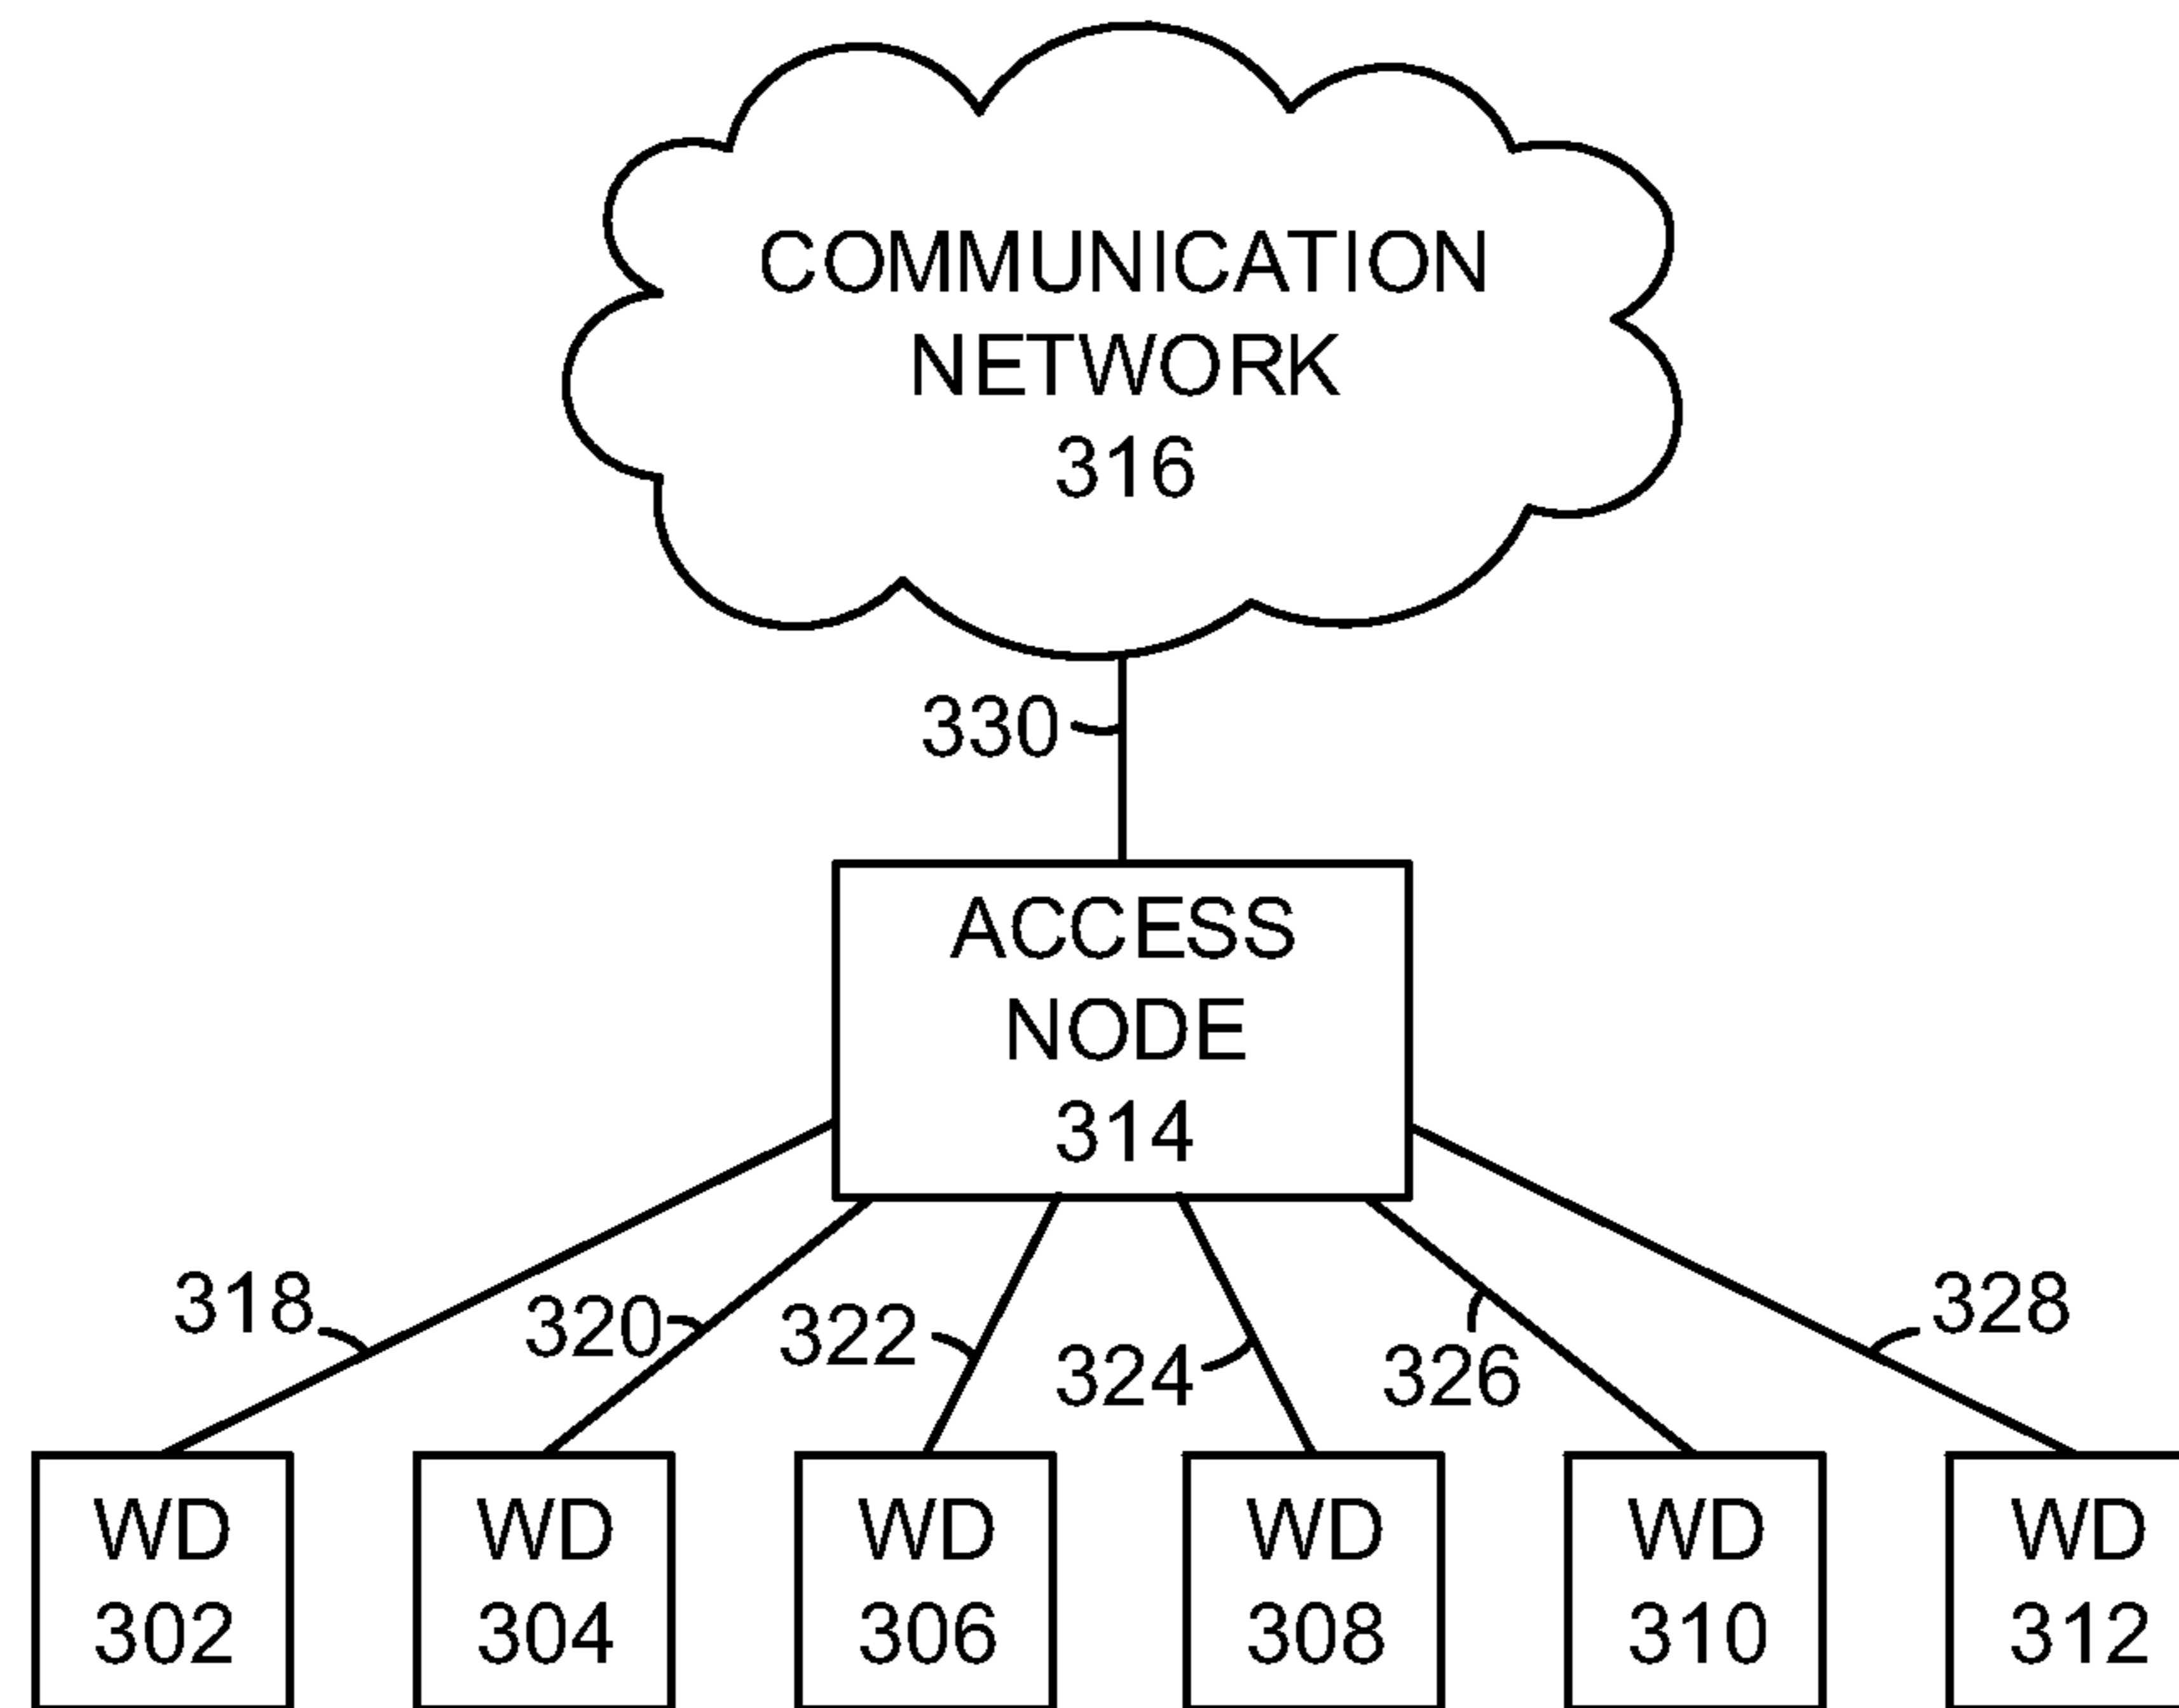 COMMUNICATION
NETWORK
316
330
ACCESS
NODE
314
318
320
322
324
326
328
WD
302
WD
304
WD
306
WD
308
WD
310
WD
312